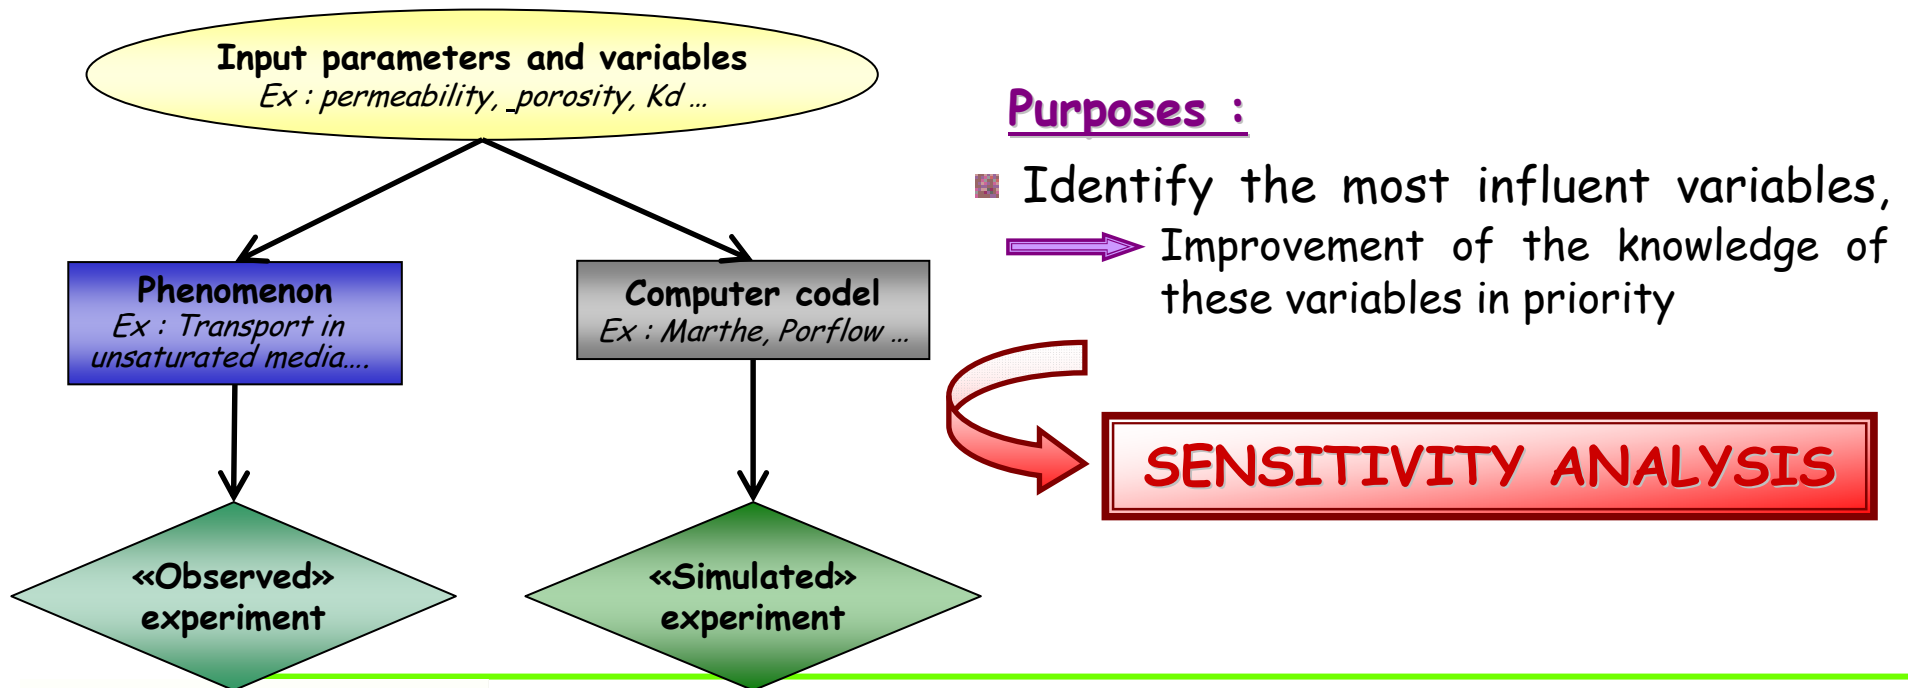 Input parameters and variables
Ex : permeability, _porosity, Kd ...
Phenomenon
Ex : Transport in
unsaturated media....
Computer codel
Ex : Marthe, Porflow ...
«Observed»
experiment
«Simulated»
experiment
Purposes :
Identify the most influent variables,
Improvement of the knowledge of
these variables in priority
SENSITIVITY ANALYSIS